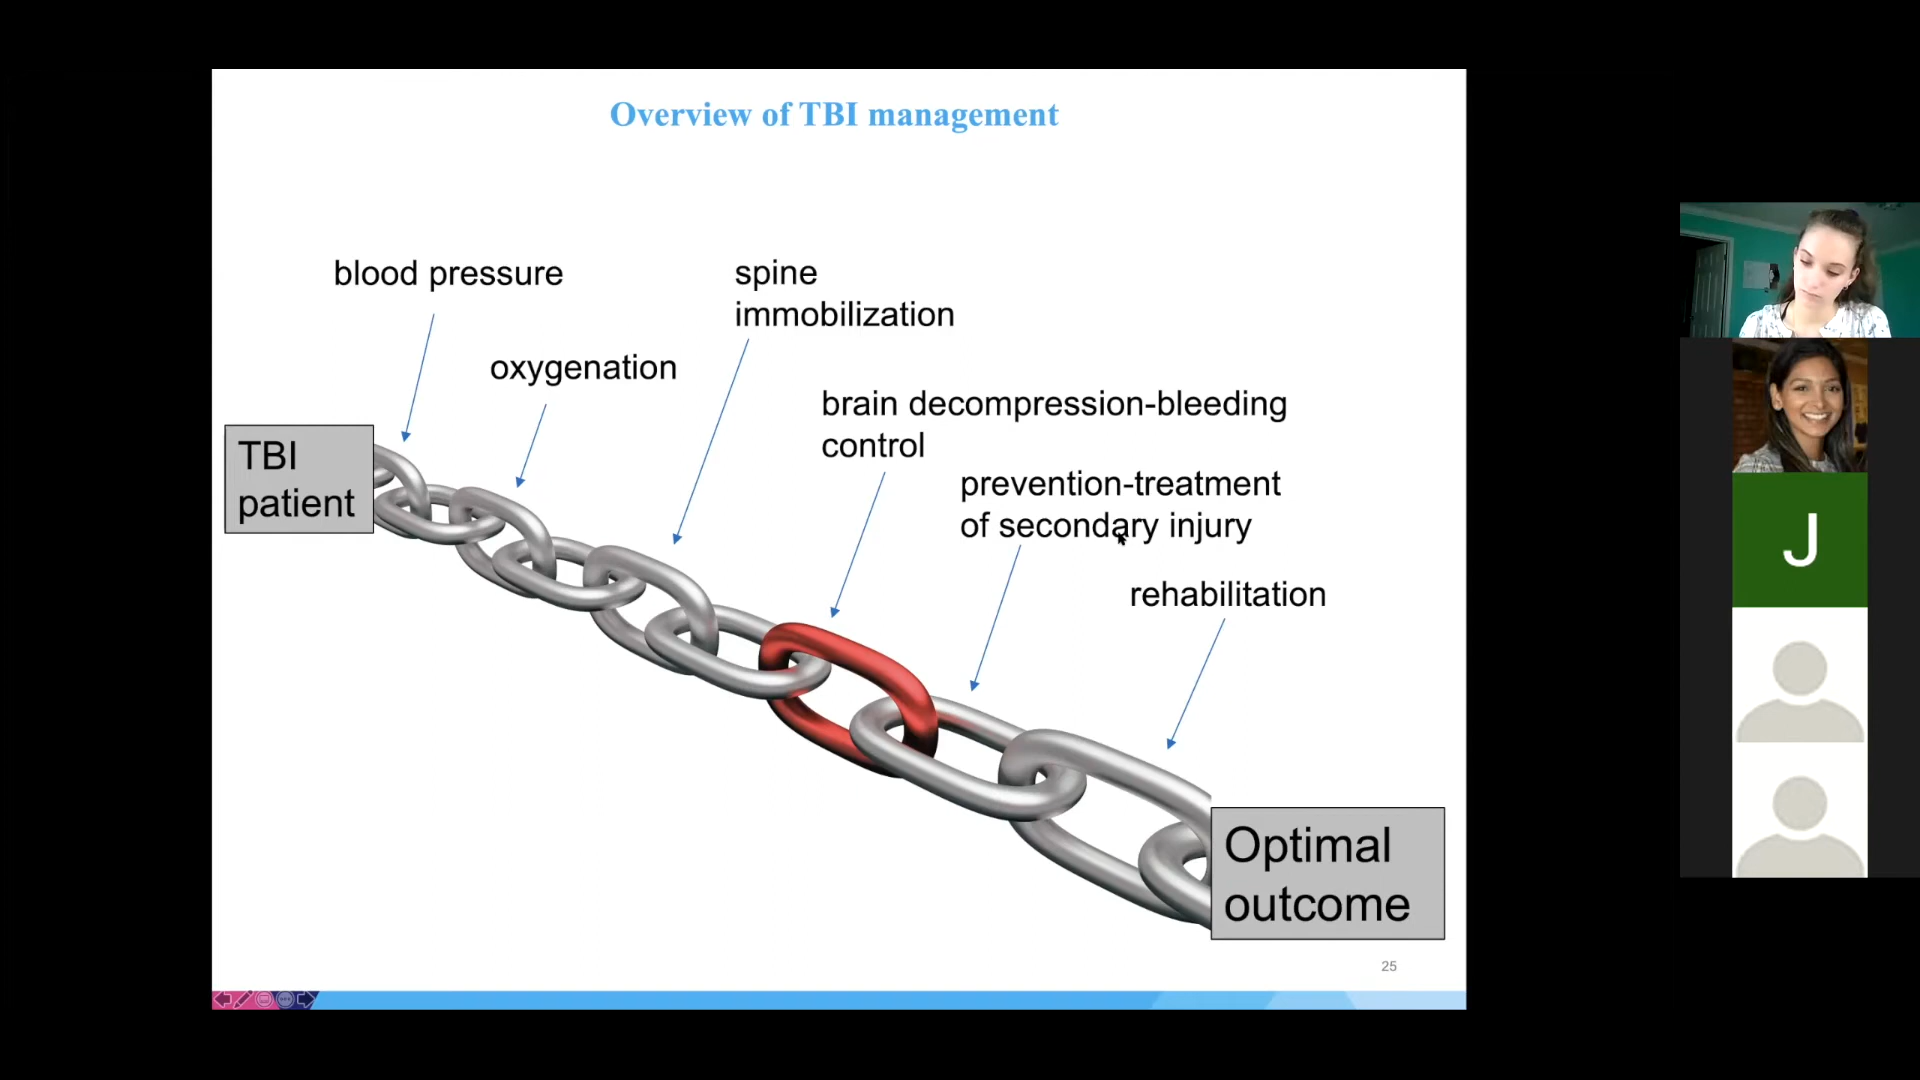 Overview of TBI management
blood pressure
spine
immobilization
oxygenation
brain decompression-bleeding
control
TBI
patient
prevention-treatment
of secondary injury
rehabilitation
Optimal
outcome
25
J